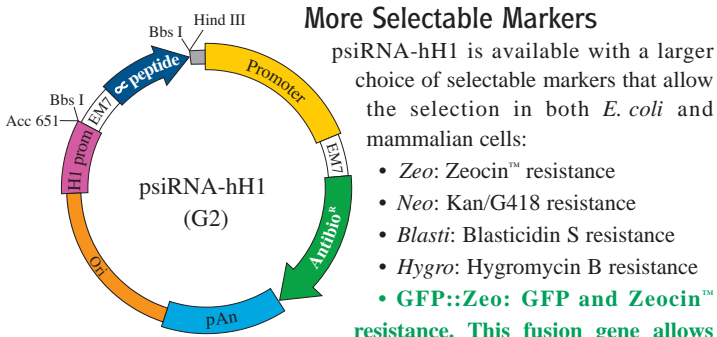 More Selectable Markers
psiRNA-hH1 is available with a larger
choice of selectable markers that allow
the selection in both E. coli and
mammalian cells:
• Zeo: Zeocin™ resistance
• Neo: Kan/G418 resistance
• Blasti: Blasticidin S resistance
• Hygro: Hygromycin B resistance
• GFP::Zeo: GFP and Zeocin™
resistance. This fusion gene allows
Bbs I
Hind III
∝ peptide
Promoter
Bbs I
EM7
Acc 651
H1 prom
EM7
psiRNA-hH1
(G2)
Antibioᴿ
Ori
pAn